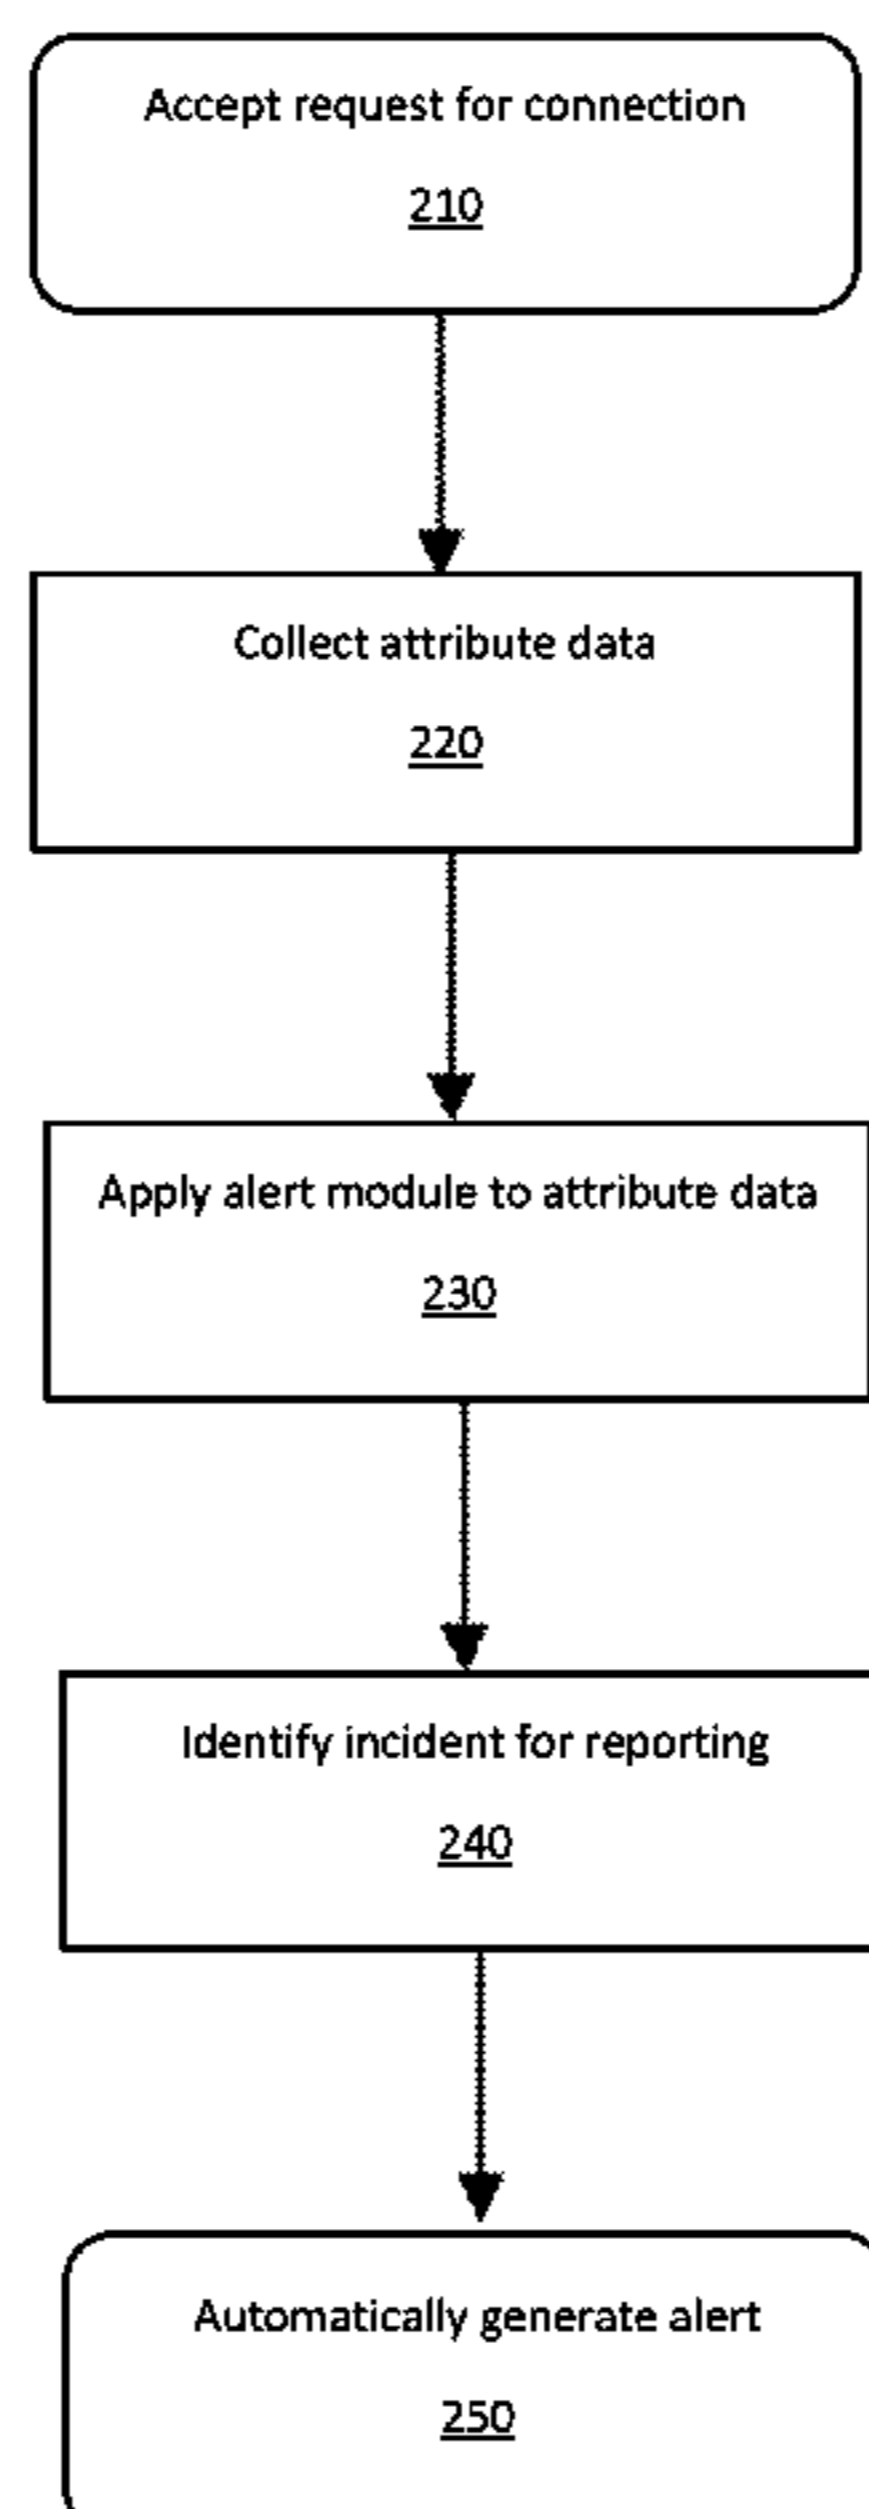 Accept request for connection
210
Collect attribute data
220
Apply alert module to attribute data
230
Identify incident for reporting
240
Automatically generate alert
250